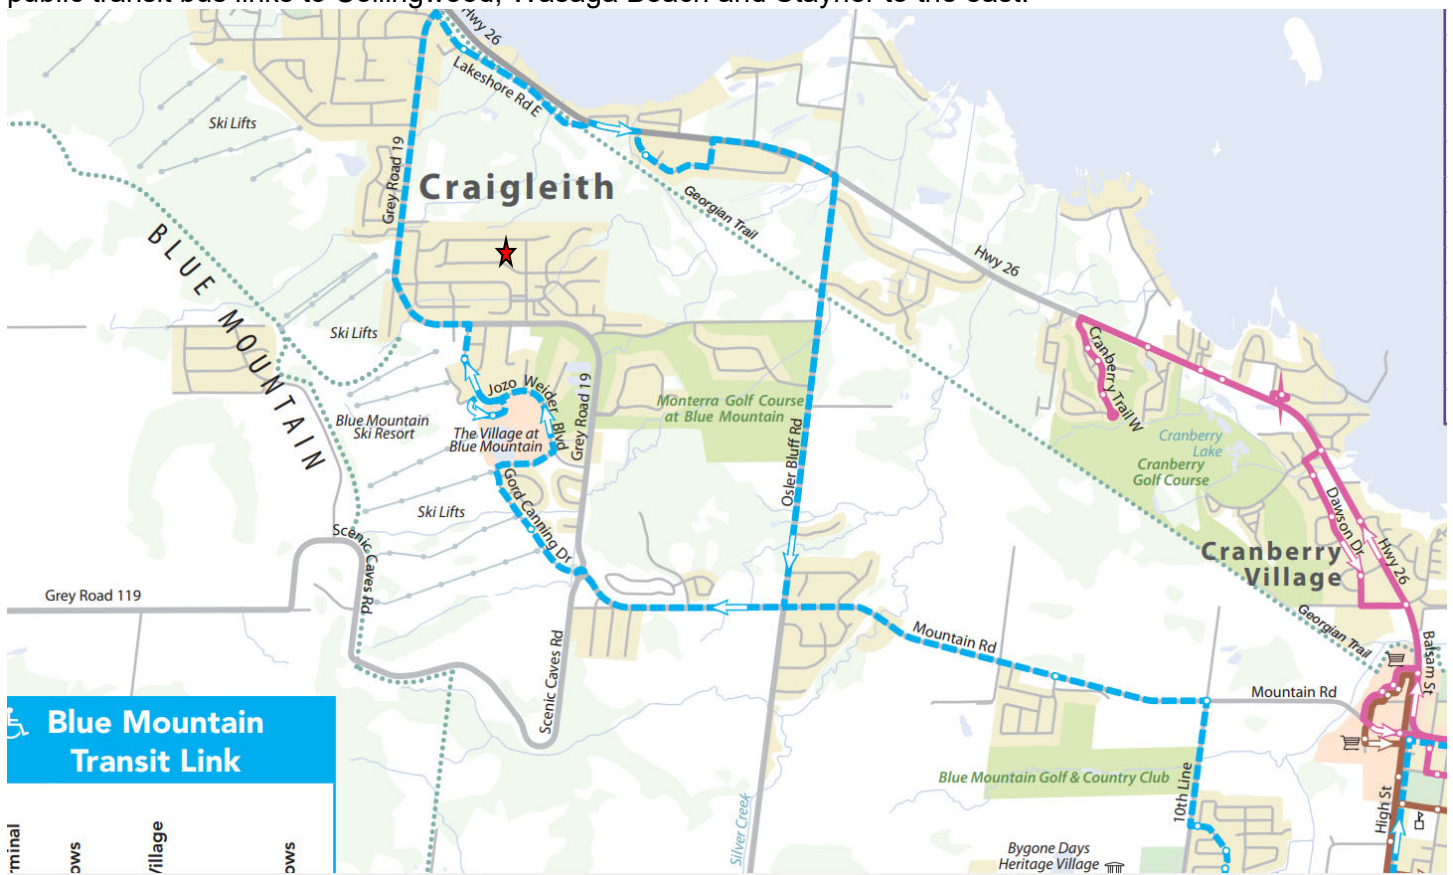 public transit bus links to Collingwood, Wasaga Beach and Stayner to the east.
Hwy 26
Lakeshore Rd E
Ski Lifts
Grey Road 19
Craigleith
Georgian Trail
BLUE MOUNTAIN
Hwy 26
Ski Lifts
Cranberry Trail W
Jozo Weider Blvd
Grey Road 19
Monterra Golf Course
at Blue Mountain
Blue Mountain
Ski Resort
The Village at
Blue Mountain
Osler Bluff Rd
Cranberry
Lake
Cranberry
Golf Course
Gord Canning Dr
Ski Lifts
Dawson Dr
Hwy 26
Scenic Caves Rd
Cranberry
Village
Grey Road 119
Georgian Trail
Mountain Rd
Balsam St
Scenic Caves Rd
Mountain Rd
Blue Mountain
Transit Link
Blue Mountain Golf & Country Club
10th Line
High St
Silver Creek
Bygone Days
Heritage Village
rminal
ows
Village
ows